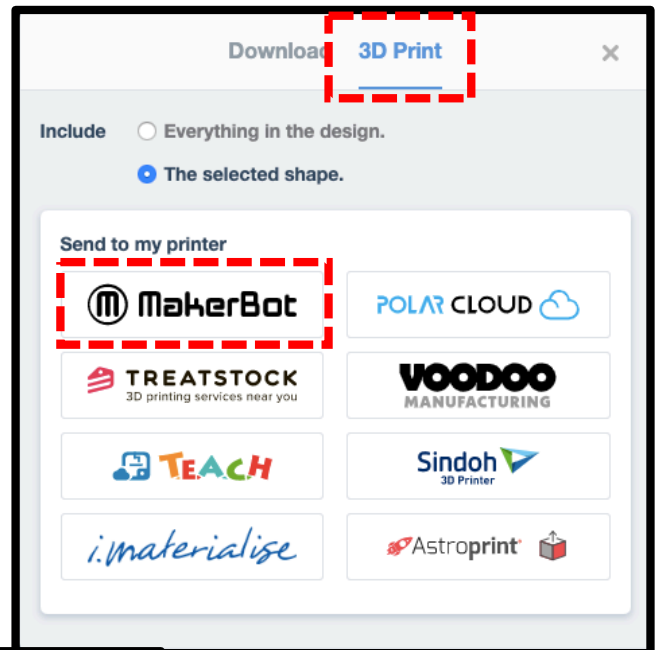 Download 3D Print ×
Include Everything in the design.
The selected shape.
Send to my printer
MakerBot
POLAR CLOUD
TREATSTOCK
3D printing services near you
VOODOO
MANUFACTURING
TEACH
Sindoh
3D Printer
i.materialise
Astroprint